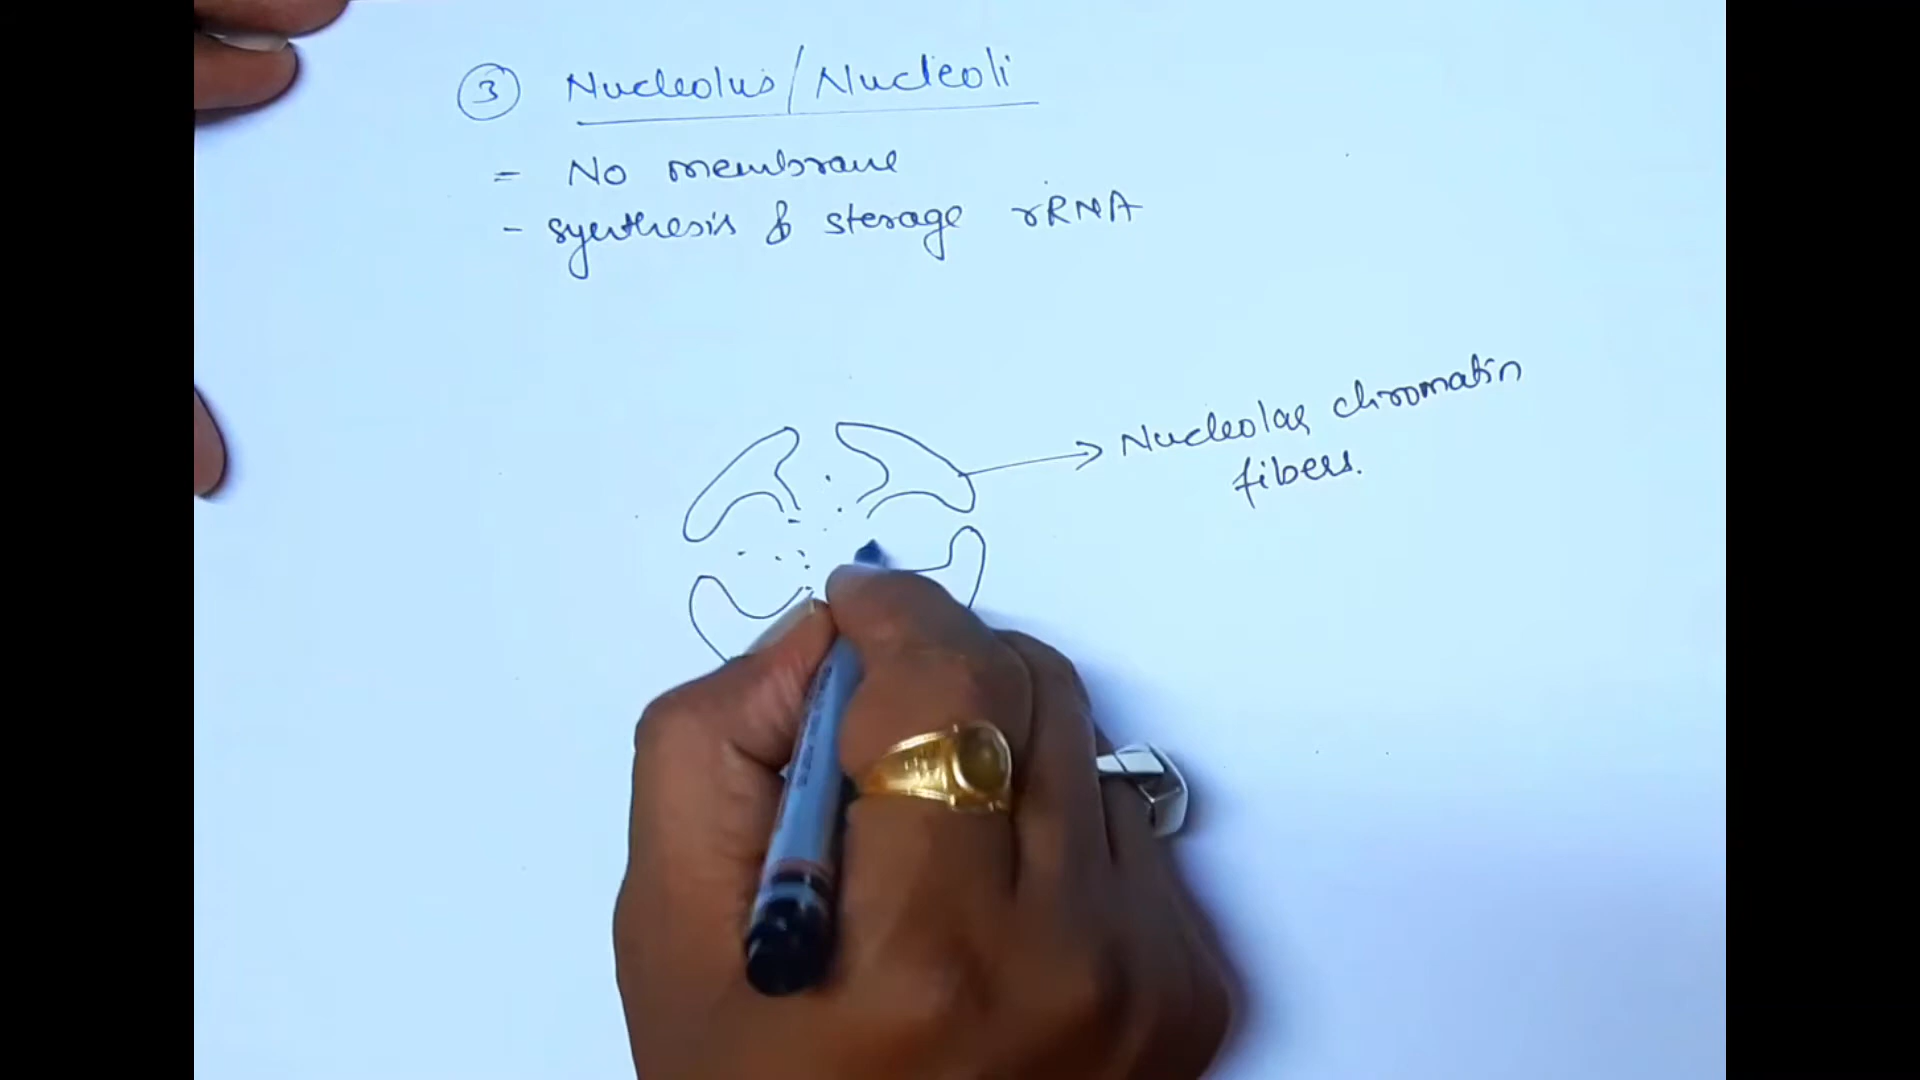 3 Nucleolus/Nucleoli
= No membrane
- synthesis & storage rRNA
→ Nucleolar chromatin
fibers.